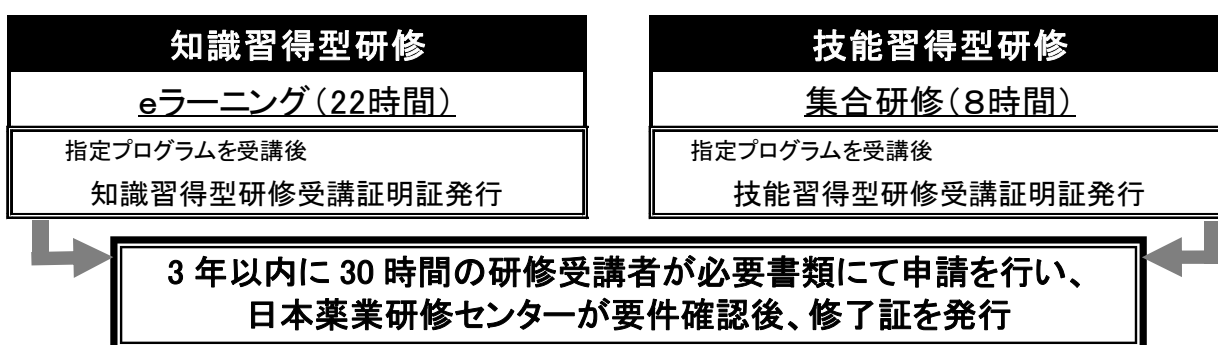 知識習得型研修
eラーニング(22時間)
指定プログラムを受講後
知識習得型研修受講証明証発行
技能習得型研修
集合研修(8時間)
指定プログラムを受講後
技能習得型研修受講証明証発行
3 年以内に 30 時間の研修受講者が必要書類にて申請を行い、
日本薬業研修センターが要件確認後、修了証を発行